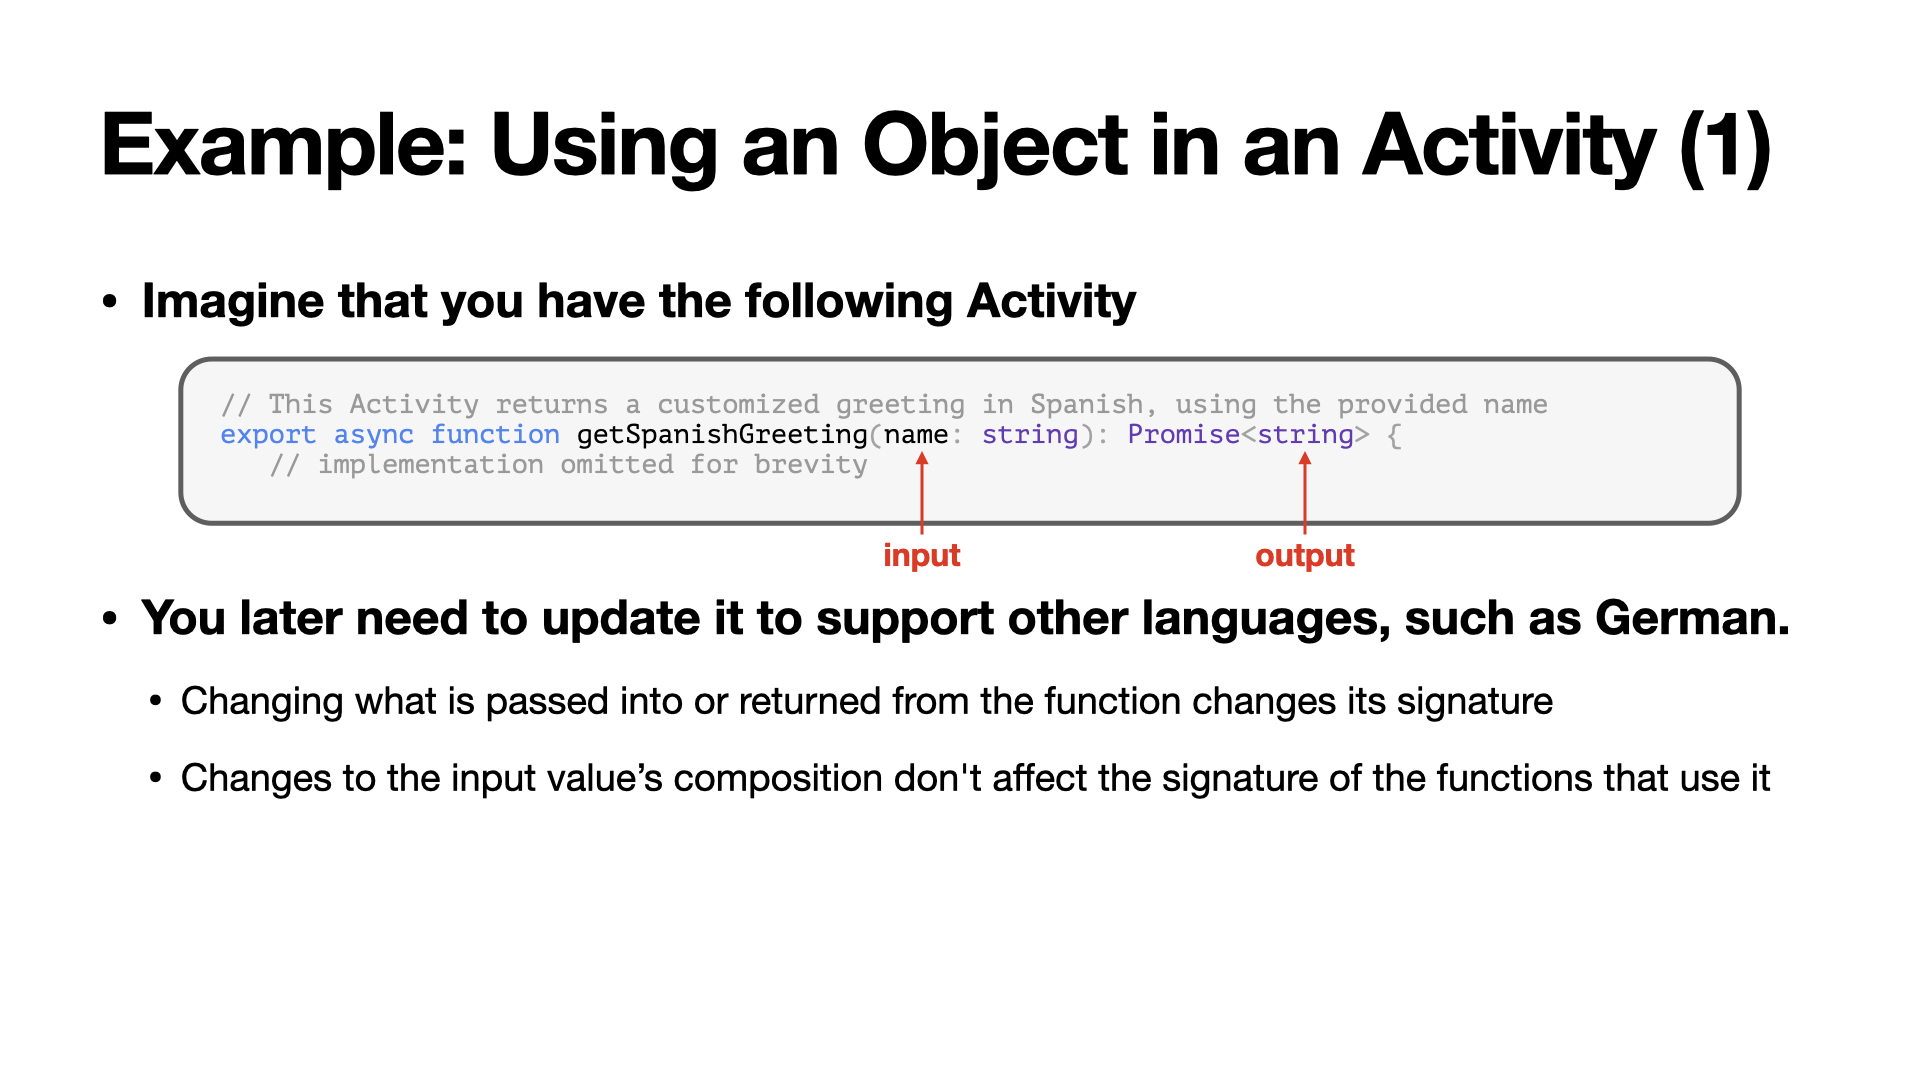 Example: Using an Object in an Activity (1)
• Imagine that you have the following Activity
// This Activity returns a customized greeting in Spanish, using the provided name
export async function getSpanishGreeting(name: string): Promise<string> {
// implementation omitted for brevity
input
output
• You later need to update it to support other languages, such as German.
• Changing what is passed into or returned from the function changes its signature
• Changes to the input value’s composition don't affect the signature of the functions that use it